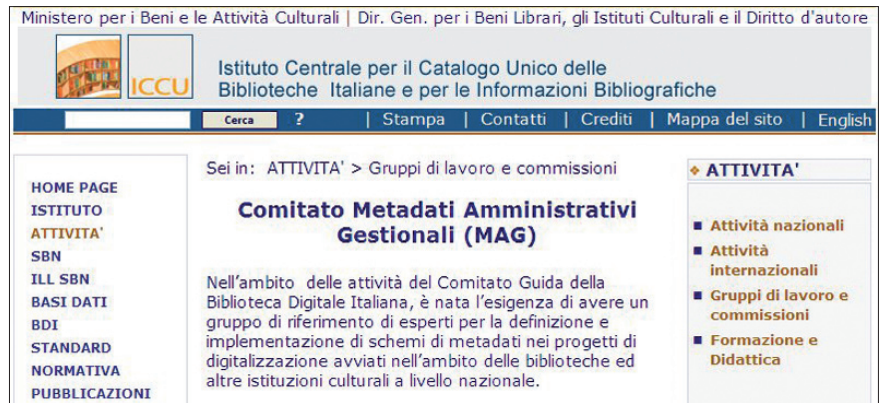 Ministero per i Beni e le Attività Culturali | Dir. Gen. per i Beni Librari, gli Istituti Culturali e il Diritto d'autore
ICCU
Istituto Centrale per il Catalogo Unico delle
Biblioteche Italiane e per le Informazioni Bibliografiche
Cerca ? | Stampa | Contatti | Crediti | Mappa del sito | English
HOME PAGE
ISTITUTO
ATTIVITA'
SBN
ILL SBN
BASI DATI
BDI
STANDARD
NORMATIVA
PUBBLICAZIONI
Sei in: ATTIVITA' > Gruppi di lavoro e commissioni
Comitato Metadati Amministrativi
Gestionali (MAG)
Nell'ambito delle attività del Comitato Guida della
Biblioteca Digitale Italiana, è nata l'esigenza di avere un
gruppo di riferimento di esperti per la definizione e
implementazione di schemi di metadati nei progetti di
digitalizzazione avviati nell'ambito delle biblioteche ed
altre istituzioni culturali a livello nazionale.
ATTIVITA'
Attività nazionali
Attività
internazionali
Gruppi di lavoro e
commissioni
Formazione e
Didattica